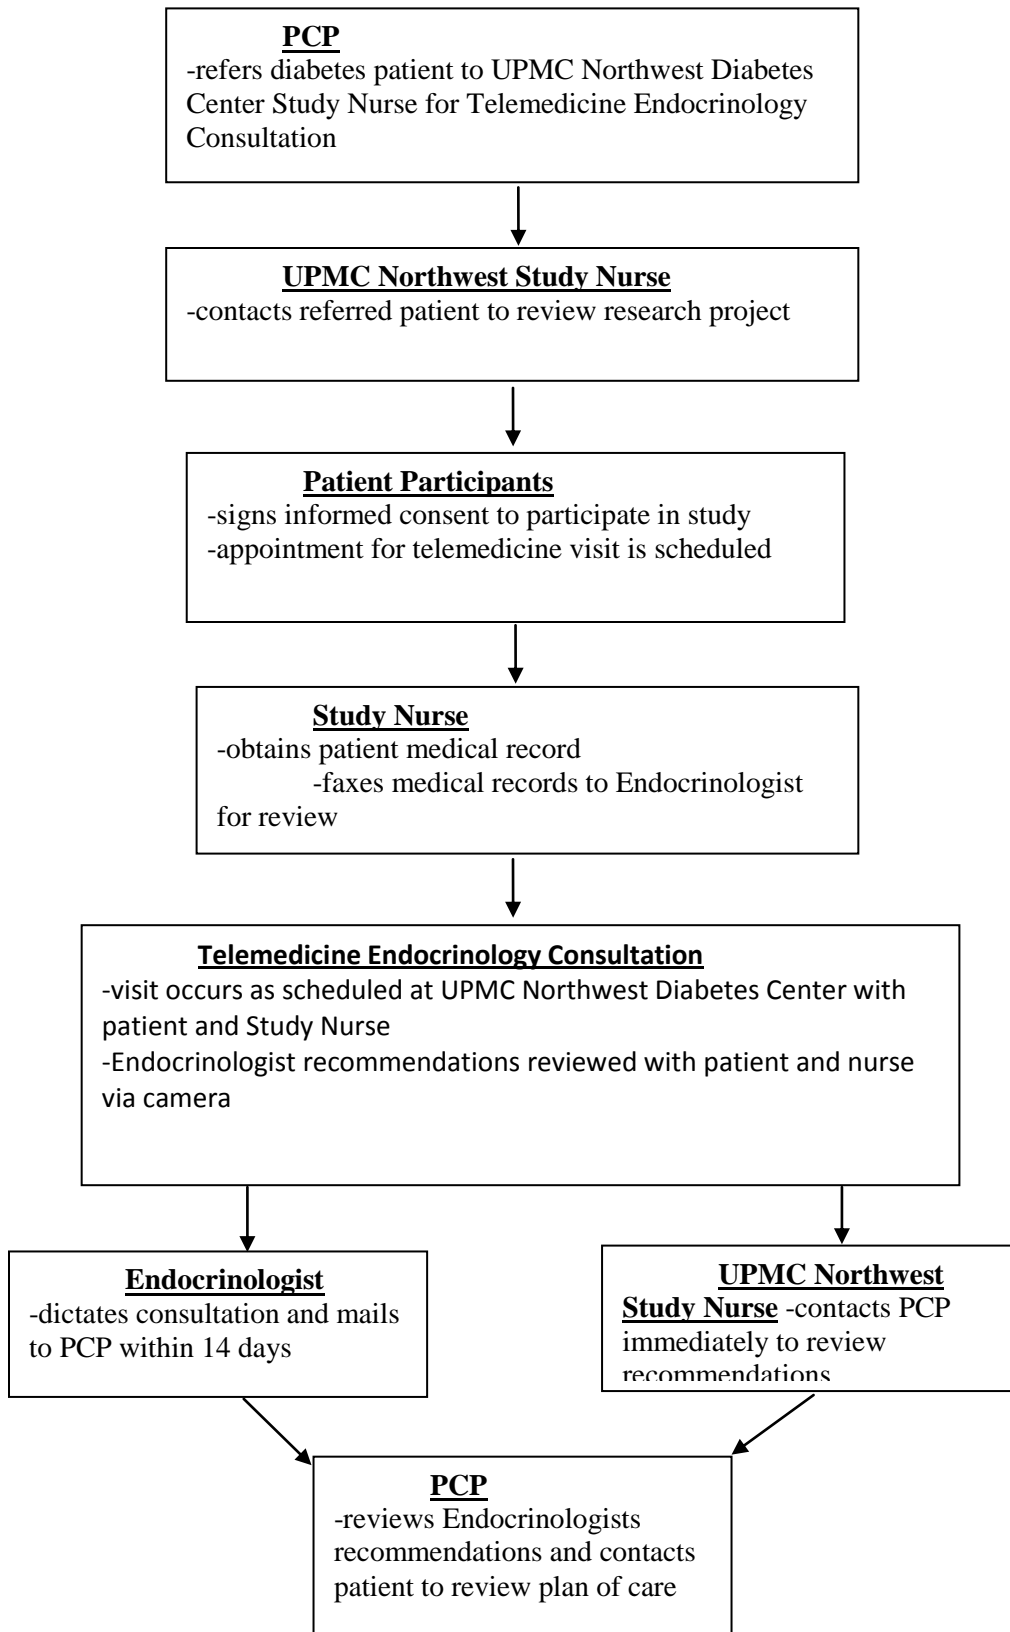 PCP
-refers diabetes patient to UPMC Northwest Diabetes
Center Study Nurse for Telemedicine Endocrinology
Consultation
UPMC Northwest Study Nurse
-contacts referred patient to review research project
Patient Participants
-signs informed consent to participate in study
-appointment for telemedicine visit is scheduled
Study Nurse
-obtains patient medical record
-faxes medical records to Endocrinologist
for review
Telemedicine Endocrinology Consultation
-visit occurs as scheduled at UPMC Northwest Diabetes Center with
patient and Study Nurse
-Endocrinologist recommendations reviewed with patient and nurse
via camera
Endocrinologist
-dictates consultation and mails
to PCP within 14 days
UPMC Northwest
Study Nurse -contacts PCP
immediately to review
recommendations
PCP
-reviews Endocrinologists
recommendations and contacts
patient to review plan of care